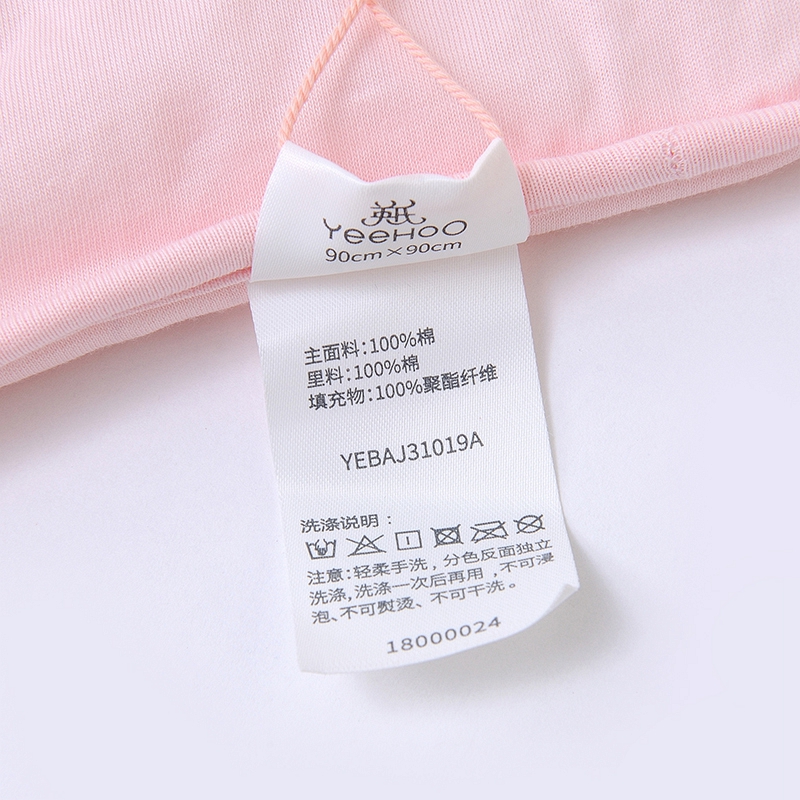 英氏
YeeHoO
90cm×90cm
主面料:100%棉
里料:100%棉
填充物:100%聚酯纤维
YEBAJ31019A
洗涤说明：
注意:轻柔手洗，分色反面独立
洗涤,洗涤一次后再用，不可浸
泡、不可熨烫、不可干洗。
18000024